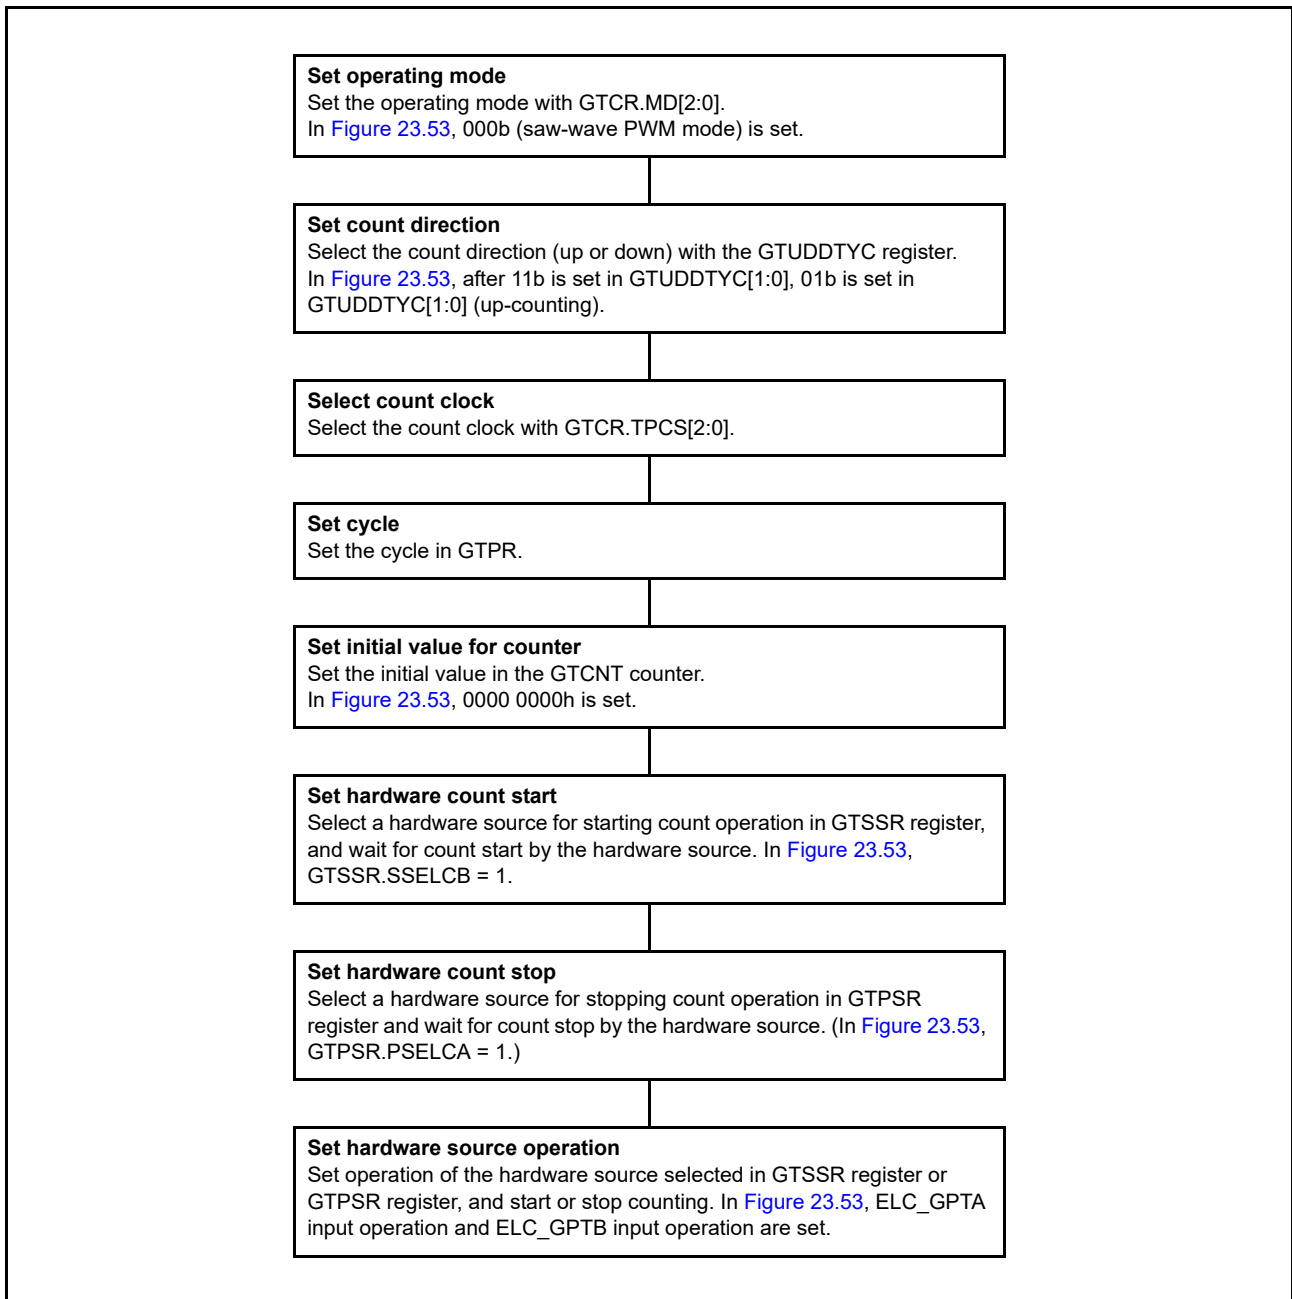 Set operating mode
Set the operating mode with GTCR.MD[2:0].
In Figure 23.53, 000b (saw-wave PWM mode) is set.
Set count direction
Select the count direction (up or down) with the GTUDDTYC register.
In Figure 23.53, after 11b is set in GTUDDTYC[1:0], 01b is set in
GTUDDTYC[1:0] (up-counting).
Select count clock
Select the count clock with GTCR.TPCS[2:0].
Set cycle
Set the cycle in GTPR.
Set initial value for counter
Set the initial value in the GTCNT counter.
In Figure 23.53, 0000 0000h is set.
Set hardware count start
Select a hardware source for starting count operation in GTSSR register,
and wait for count start by the hardware source. In Figure 23.53,
GTSSR.SSELCB = 1.
Set hardware count stop
Select a hardware source for stopping count operation in GTPSR
register and wait for count stop by the hardware source. (In Figure 23.53,
GTPSR.PSELCA = 1.)
Set hardware source operation
Set operation of the hardware source selected in GTSSR register or
GTPSR register, and start or stop counting. In Figure 23.53, ELC_GPTA
input operation and ELC_GPTB input operation are set.